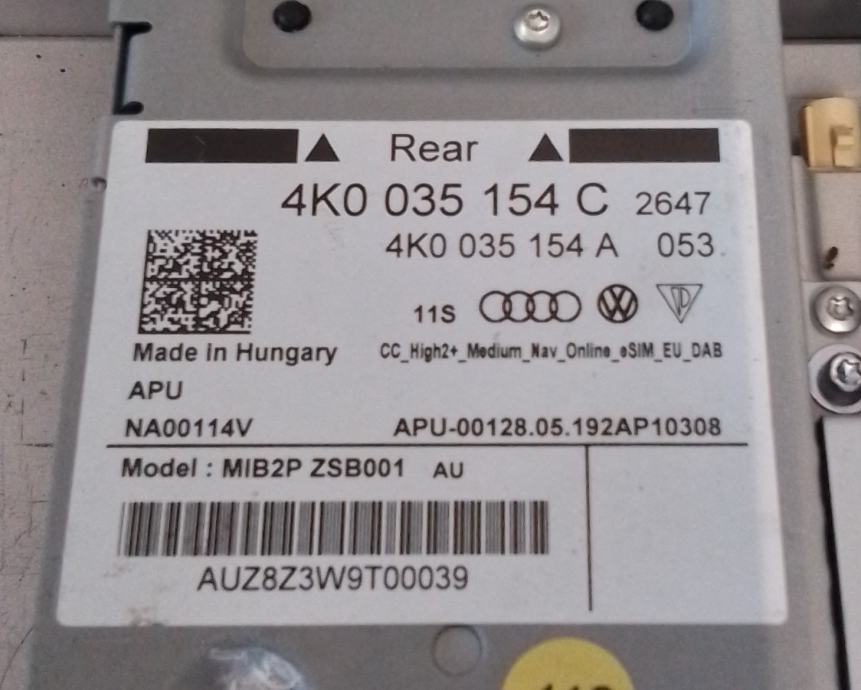 Rear
4K0 035 154 C 2647
4K0 035 154 A 053
11S
Made in Hungary CC_High2+_Medium_Nav_Online_eSIM_EU_DAB
APU
NA00114V APU-00128.05.192AP10308
Model : MIB2P ZSB001 AU
AUZ8Z3W9T00039